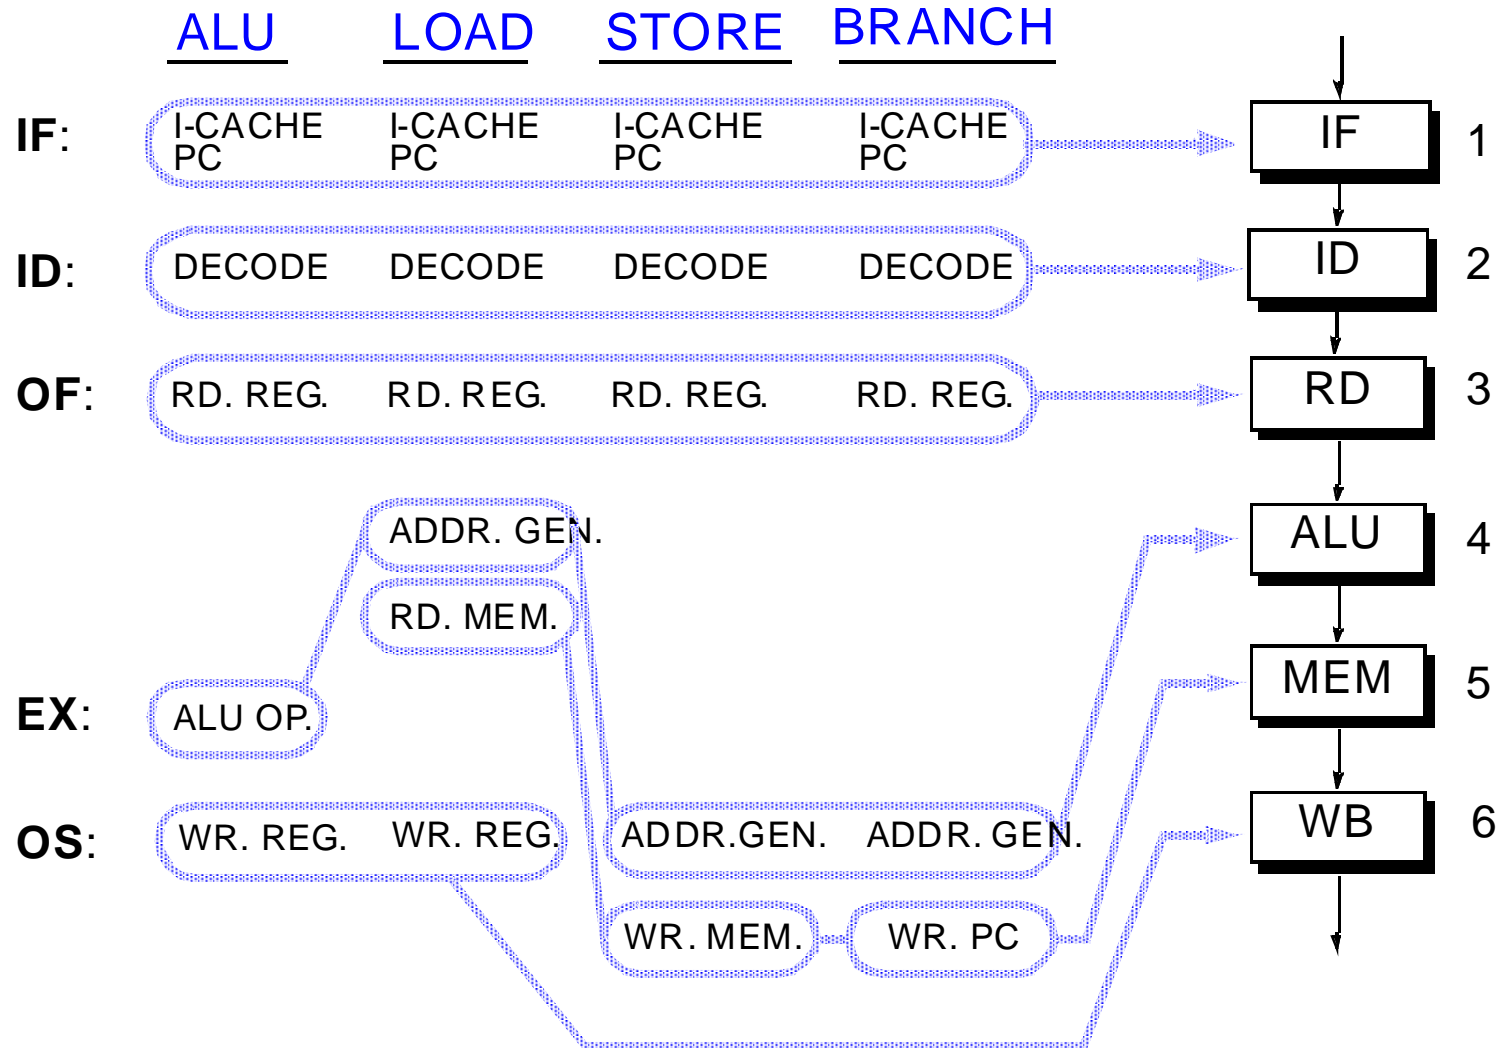 ALU LOAD STORE BRANCH
IF: I-CACHE I-CACHE I-CACHE I-CACHE IF 1
PC PC PC PC
ID: DECODE DECODE DECODE DECODE ID 2
OF: RD. REG. RD. REG. RD. REG. RD. REG. RD 3
ADDR. GEN. ALU 4
RD. MEM.
EX: ALU OP. MEM 5
OS: WR. REG. WR. REG. ADDR.GEN. ADDR. GEN. WB 6
WR. MEM. WR. PC